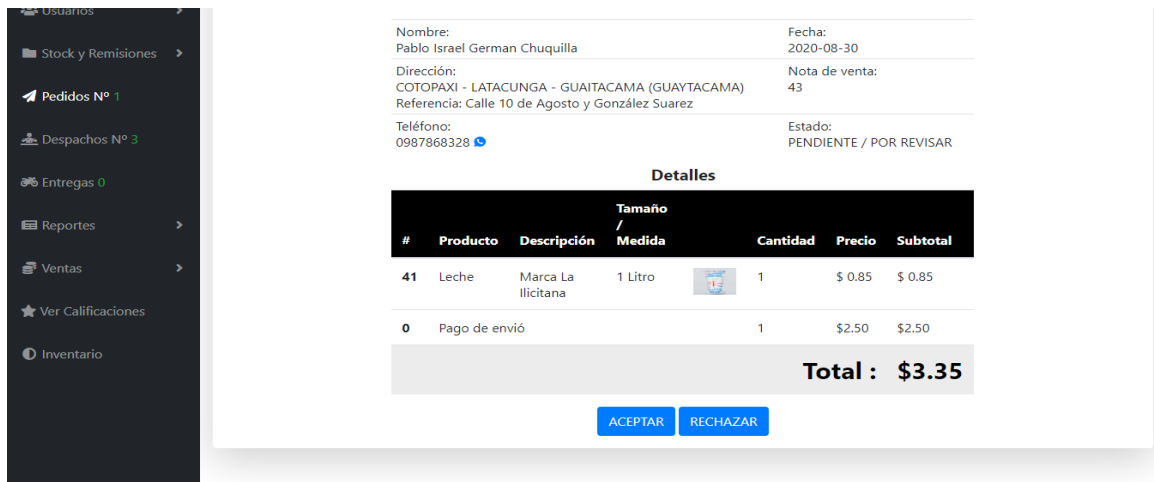 Usuarios
Stock y Remisiones
Pedidos Nº 1
Despachos Nº 3
Entregas 0
Reportes
Ventas
Ver Calificaciones
Inventario
Nombre:
Pablo Israel German Chuquilla
Fecha:
2020-08-30
Dirección:
COTOPAXI - LATACUNGA - GUAITACAMA (GUAYTACAMA)
Referencia: Calle 10 de Agosto y González Suarez
Nota de venta:
43
Teléfono:
0987868328
Estado:
PENDIENTE / POR REVISAR
Detalles
# Producto Descripción Tamaño / Medida Cantidad Precio Subtotal
41 Leche Marca La Ilicitana 1 Litro 1 $ 0.85 $ 0.85
0 Pago de envió 1 $2.50 $2.50
Total : $3.35
ACEPTAR RECHAZAR